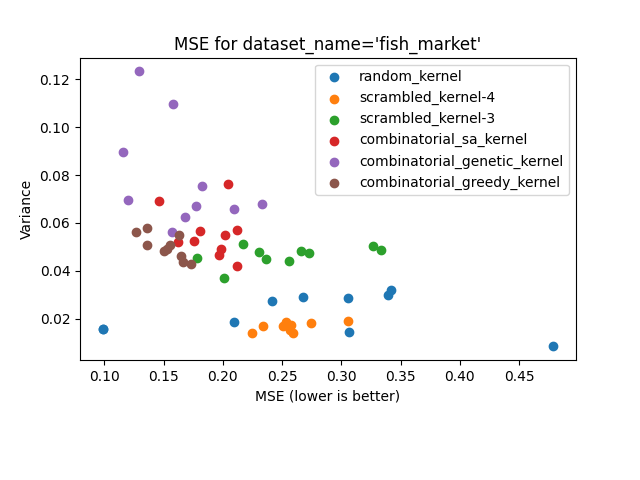 MSE for dataset_name='fish_market'
random_kernel
scrambled_kernel-4
scrambled_kernel-3
combinatorial_sa_kernel
combinatorial_genetic_kernel
combinatorial_greedy_kernel
0.12
0.10
0.08
0.06
0.04
0.02
Variance
0.10 0.15 0.20 0.25 0.30 0.35 0.40 0.45
MSE (lower is better)